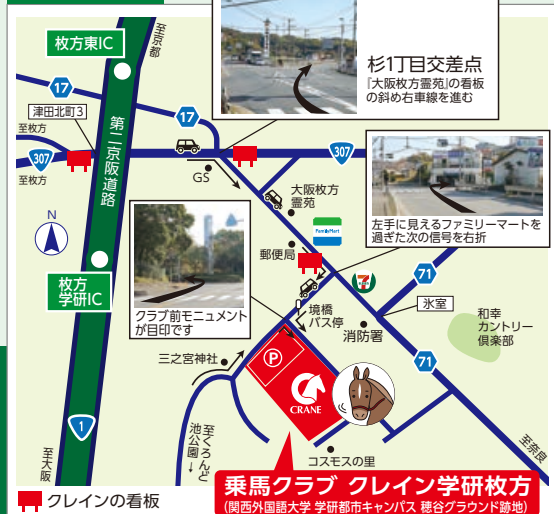 至京都
枚方東IC
17
津田北町3
至枚方
307
至枚方
第二京阪道路
17
GS
307
杉1丁目交差点
『大阪枚方霊苑』の看板
の斜め右車線を進む
大阪枚方
霊苑
FamilyMart
郵便局
左手に見えるファミリーマートを
過ぎた次の信号を右折
N
枚方
学研IC
クラブ前モニュメント
が目印です
境橋
バス停
消防署
氷室
71
和幸
カントリー
倶楽部
71
三之宮神社
P
CRANE
1
至大阪
至くろんど
池公園→
コスモスの里
至奈良
クレインの看板
乗馬クラブ クレイン学研枚方
(関西外国語大学 学研都市キャンパス 穂谷グラウンド跡地)